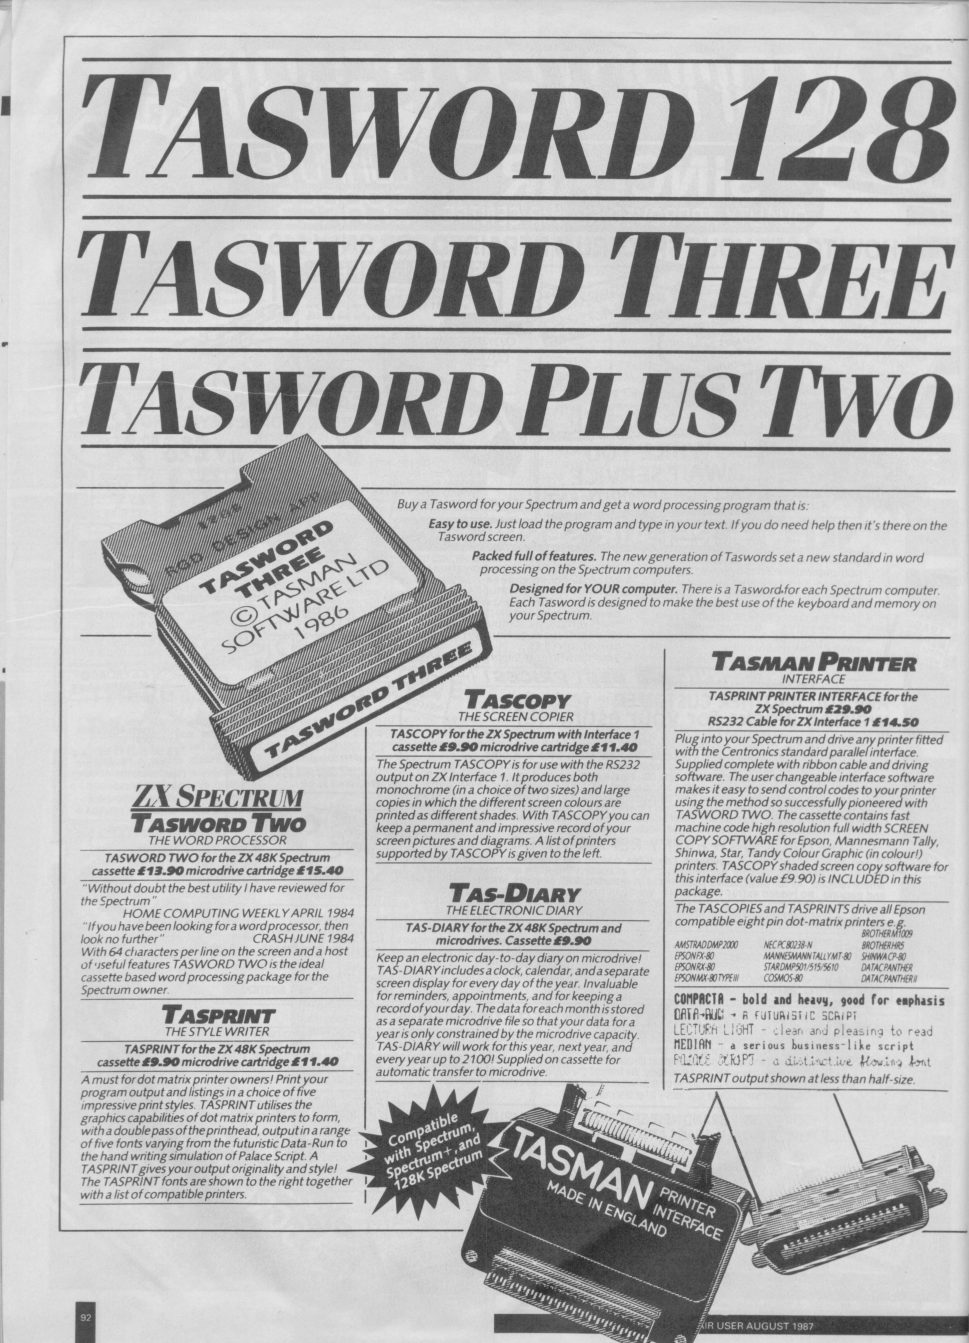 TASWORD 128
TASWORD THREE
TASWORD PLUS TWO
RGD DESIGN APP
TASWORD
THREE
© TASMAN
SOFTWARE LTD
1986
TASWORD THREE
Buy a Tasword for your Spectrum and get a word processing program that is:
Easy to use. Just load the program and type in your text. If you do need help then it's there on the
Tasword screen.
Packed full of features. The new generation of Taswords set a new standard in word
processing on the Spectrum computers.
Designed for YOUR computer. There is a Tasword for each Spectrum computer.
Each Tasword is designed to make the best use of the keyboard and memory on
your Spectrum.
ZX SPECTRUM
TASWORD TWO
THE WORD PROCESSOR
TASWORD TWO for the ZX 48K Spectrum
cassette £13.90 microdrive cartridge £15.40
"Without doubt the best utility I have reviewed for
the Spectrum"
HOME COMPUTING WEEKLY APRIL 1984
"If you have been looking for a word processor, then
look no further" CRASH JUNE 1984
With 64 characters per line on the screen and a host
of useful features TASWORD TWO is the ideal
cassette based word processing package for the
Spectrum owner.
TASPRINT
THE STYLE WRITER
TASPRINT for the ZX 48K Spectrum
cassette £9.90 microdrive cartridge £11.40
A must for dot matrix printer owners! Print your
program output and listings in a choice of five
impressive print styles. TASPRINT utilises the
graphics capabilities of dot matrix printers to form,
with a double pass of the printhead, output in a range
of five fonts varying from the futuristic Data-Run to
the hand writing simulation of Palace Script. A
TASPRINT gives your output originality and style!
The TASPRINT fonts are shown to the right together
with a list of compatible printers.
TASCOPY
THE SCREEN COPIER
TASCOPY for the ZX Spectrum with Interface 1
cassette £9.90 microdrive cartridge £11.40
The Spectrum TASCOPY is for use with the RS232
output on ZX Interface 1. It produces both
monochrome (in a choice of two sizes) and large
copies in which the different screen colours are
printed as different shades. With TASCOPY you can
keep a permanent and impressive record of your
screen pictures and diagrams. A list of printers
supported by TASCOPY is given to the left.
TAS-DIARY
THE ELECTRONIC DIARY
TAS-DIARY for the ZX 48K Spectrum and
microdrives. Cassette £9.90
Keep an electronic day-to-day diary on microdrive!
TAS-DIARY includes a clock, calendar, and a separate
screen display for every day of the year. Invaluable
for reminders, appointments, and for keeping a
record of your day. The data for each month is stored
as a separate microdrive file so that your data for a
year is only constrained by the microdrive capacity.
TAS-DIARY will work for this year, next year, and
every year up to 2100! Supplied on cassette for
automatic transfer to microdrive.
Compatible
with Spectrum,
Spectrum+, and
128K Spectrum
TASMAN PRINTER
INTERFACE
TASPRINT PRINTER INTERFACE for the
ZX Spectrum £29.90
RS232 Cable for ZX Interface 1 £14.50
Plug into your Spectrum and drive any printer fitted
with the Centronics standard parallel interface.
Supplied complete with ribbon cable and driving
software. The user changeable interface software
makes it easy to send control codes to your printer
using the method so successfully pioneered with
TASWORD TWO. The cassette contains fast
machine code high resolution full width SCREEN
COPY SOFTWARE for Epson, Mannesmann Tally,
Shinwa, Star, Tandy Colour Graphic (in colour!)
printers. TASCOPY shaded screen copy software for
this interface (value £9.90) is INCLUDED in this
package.
The TASCOPIES and TASPRINTS drive all Epson
compatible eight pin dot-matrix printers e.g.
BROTHER M1009
AMSTRAD DMP 2000 NEC PC 8023B-N BROTHER HR5
EPSON FX-80 MANNESMANN TALLY MT-80 SHINWA CP-80
EPSON RX-80 STAR DMP 501/515/5610 DATAC PANTHER
EPSON MX-80 TYPE III COSMOS-80 DATAC PANTHER II
COMPACTA - bold and heavy, good for emphasis
DATA-RUN - A FUTURISTIC SCRIPT
LECTURA LIGHT - clean and pleasing to read
MEDIAN - a serious business-like script
PALACE SCRIPT - a distinctive flowing font
TASPRINT output shown at less than half-size.
TASMAN PRINTER
INTERFACE
MADE IN ENGLAND
92
IR USER AUGUST 1987